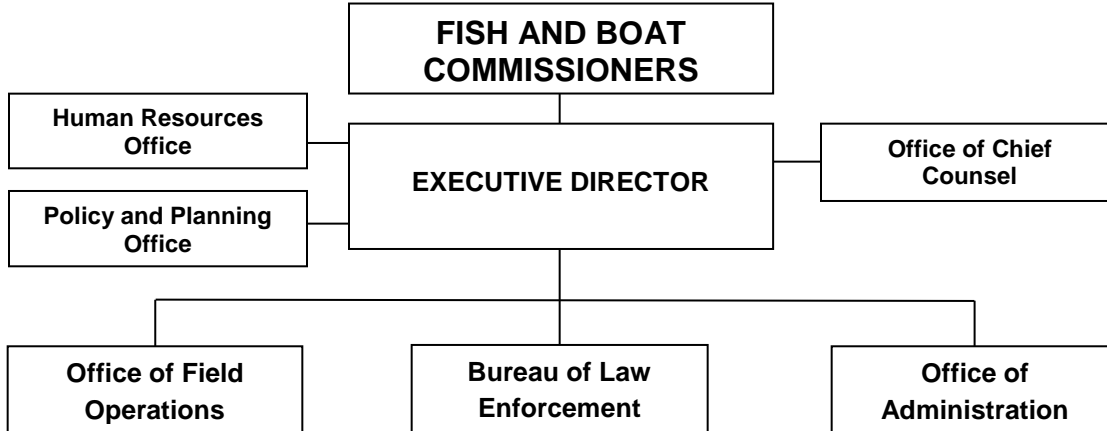 FISH AND BOAT
COMMISSIONERS
Human Resources
Office
EXECUTIVE DIRECTOR
Office of Chief
Counsel
Policy and Planning
Office
Office of Field
Operations
Bureau of Law
Enforcement
Office of
Administration